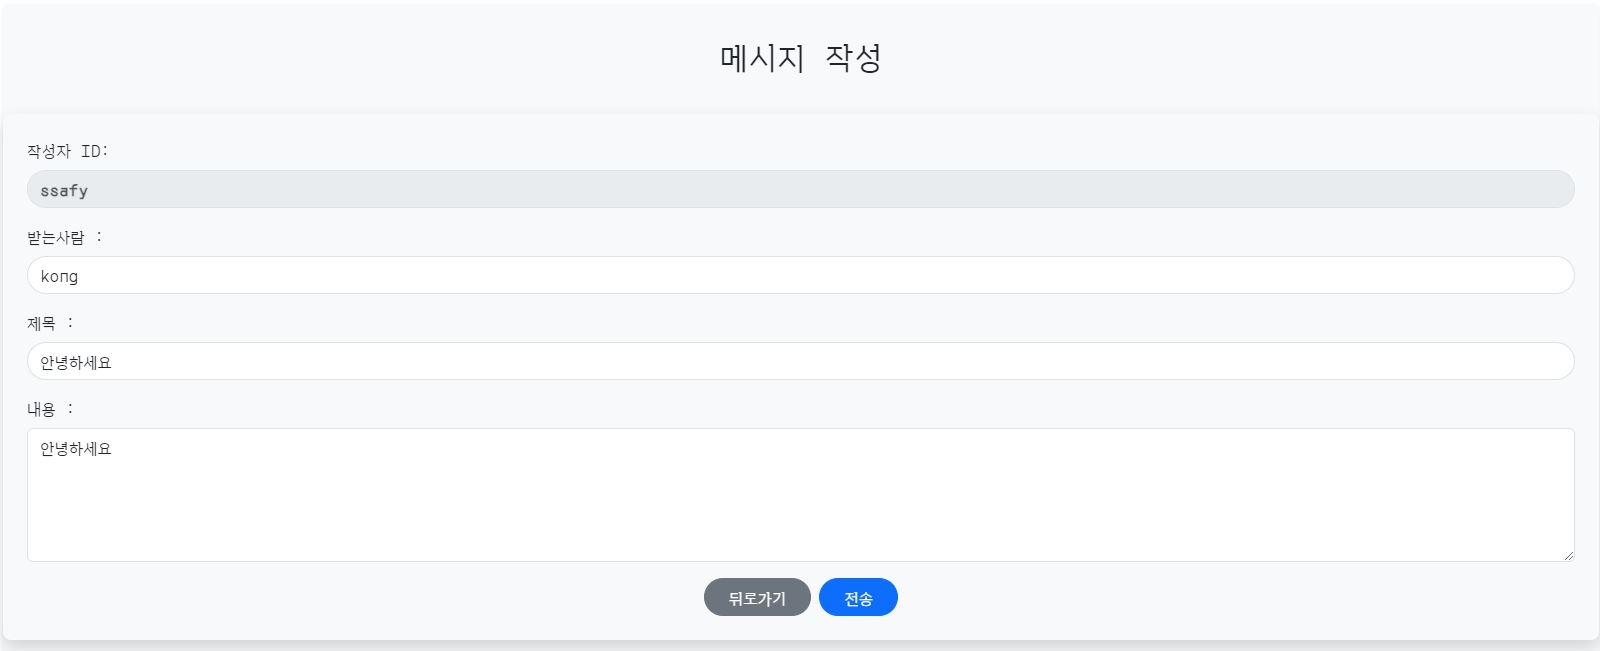 메시지 작성
작성자 ID:
ssafy
받는사람 :
kong
제목 :
안녕하세요
내용 :
안녕하세요
뒤로가기 전송